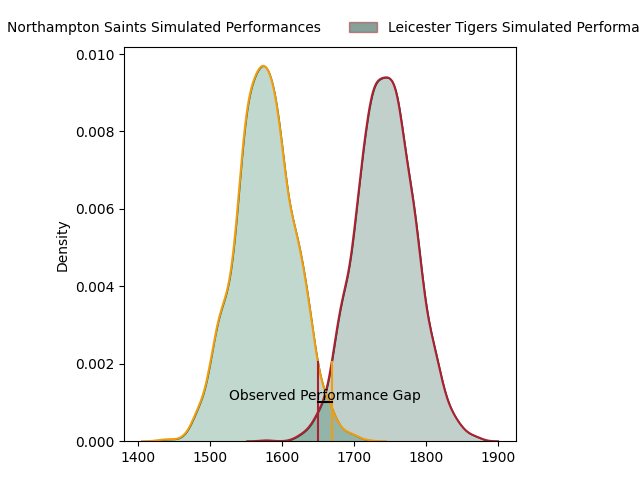 Northampton Saints Simulated Performances
Leicester Tigers Simulated Performa
0.010
0.008
0.006
0.004
0.002
0.000
Density
Observed Performance Gap
1400 1500 1600 1700 1800 1900